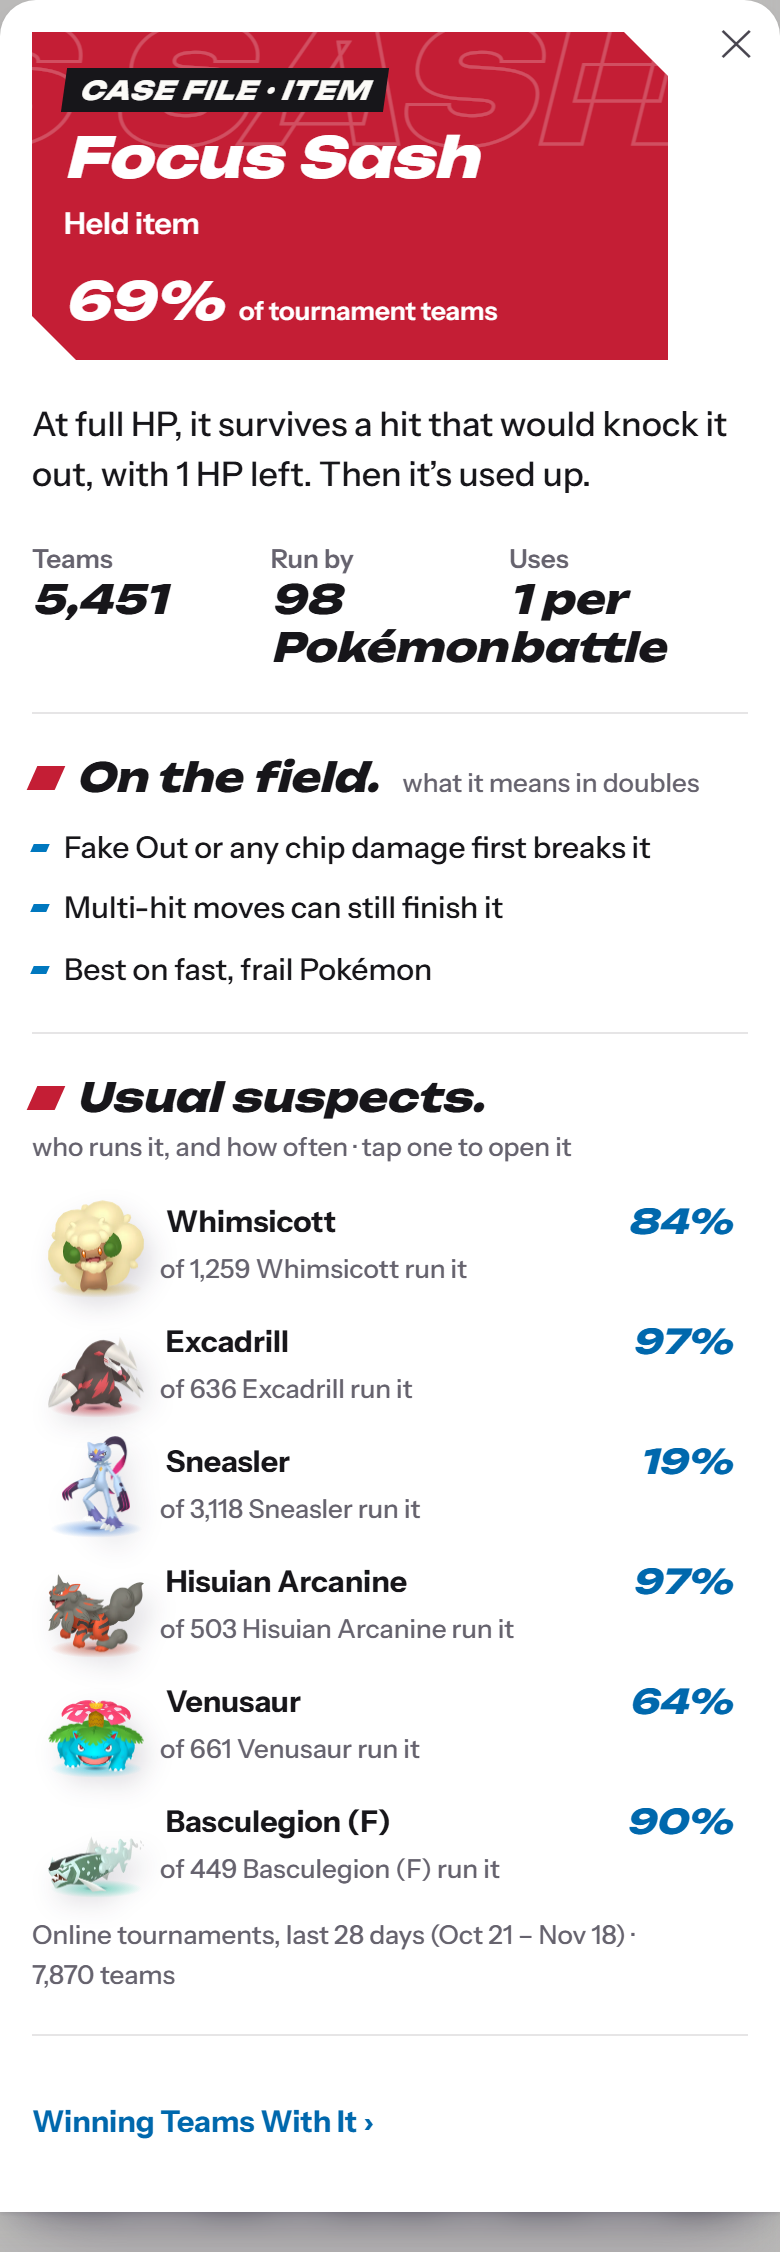 CASE FILE · ITEM
Focus Sash
Held item
69% of tournament teams
At full HP, it survives a hit that would knock it
out, with 1 HP left. Then it’s used up.
Teams
5,451
Run by
98
Pokémon
Uses
1 per
battle
On the field. what it means in doubles
Fake Out or any chip damage first breaks it
Multi-hit moves can still finish it
Best on fast, frail Pokémon
Usual suspects.
who runs it, and how often · tap one to open it
Whimsicott 84%
of 1,259 Whimsicott run it
Excadrill 97%
of 636 Excadrill run it
Sneasler 19%
of 3,118 Sneasler run it
Hisuian Arcanine 97%
of 503 Hisuian Arcanine run it
Venusaur 64%
of 661 Venusaur run it
Basculegion (F) 90%
of 449 Basculegion (F) run it
Online tournaments, last 28 days (Oct 21 – Nov 18) ·
7,870 teams
Winning Teams With It ›